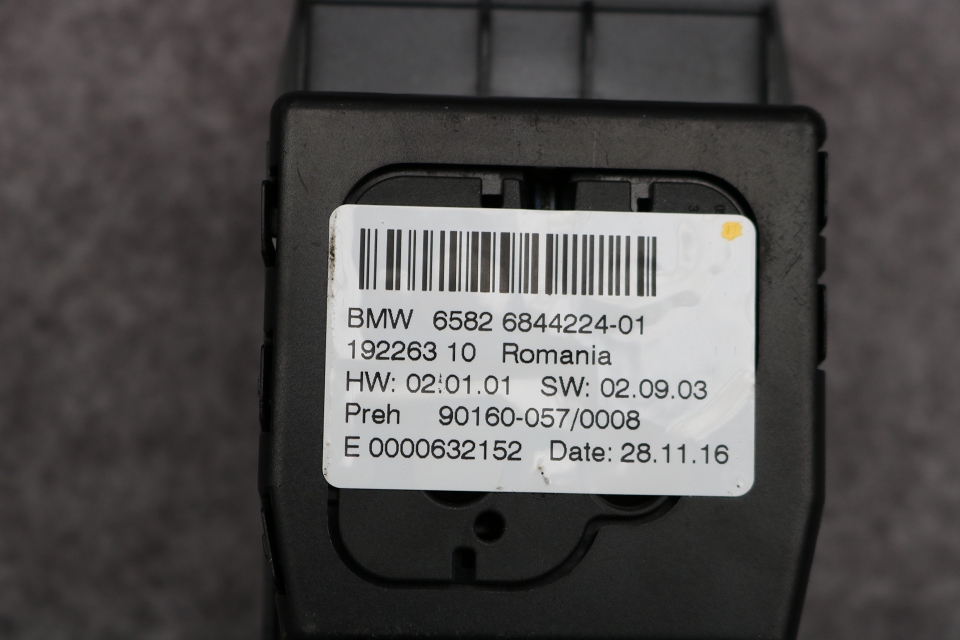 BMW 6582 6844224-01
192263 10 Romania
HW: 02.01.01 SW: 02.09.03
Preh 90160-057/0008
E 0000632152 Date: 28.11.16